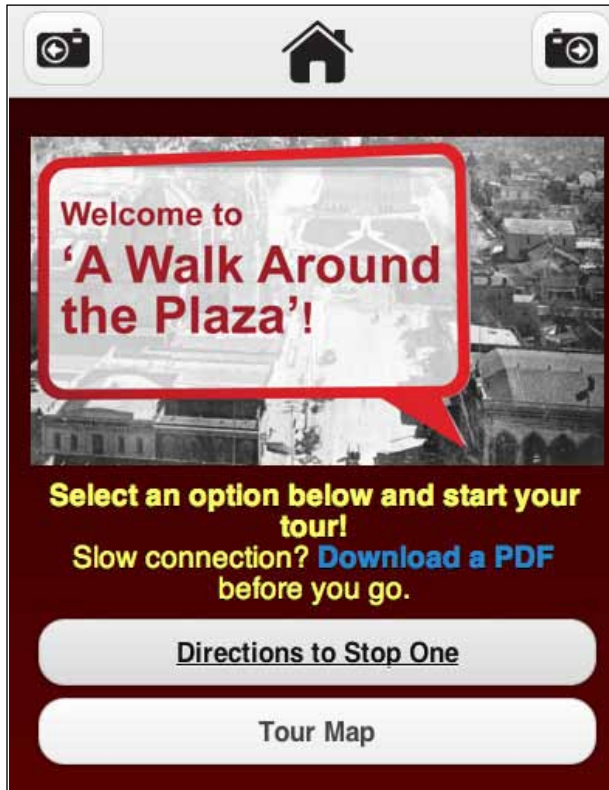 Welcome to
‘A Walk Around
the Plaza’!
Select an option below and start your
tour!
Slow connection? Download a PDF
before you go.
Directions to Stop One
Tour Map